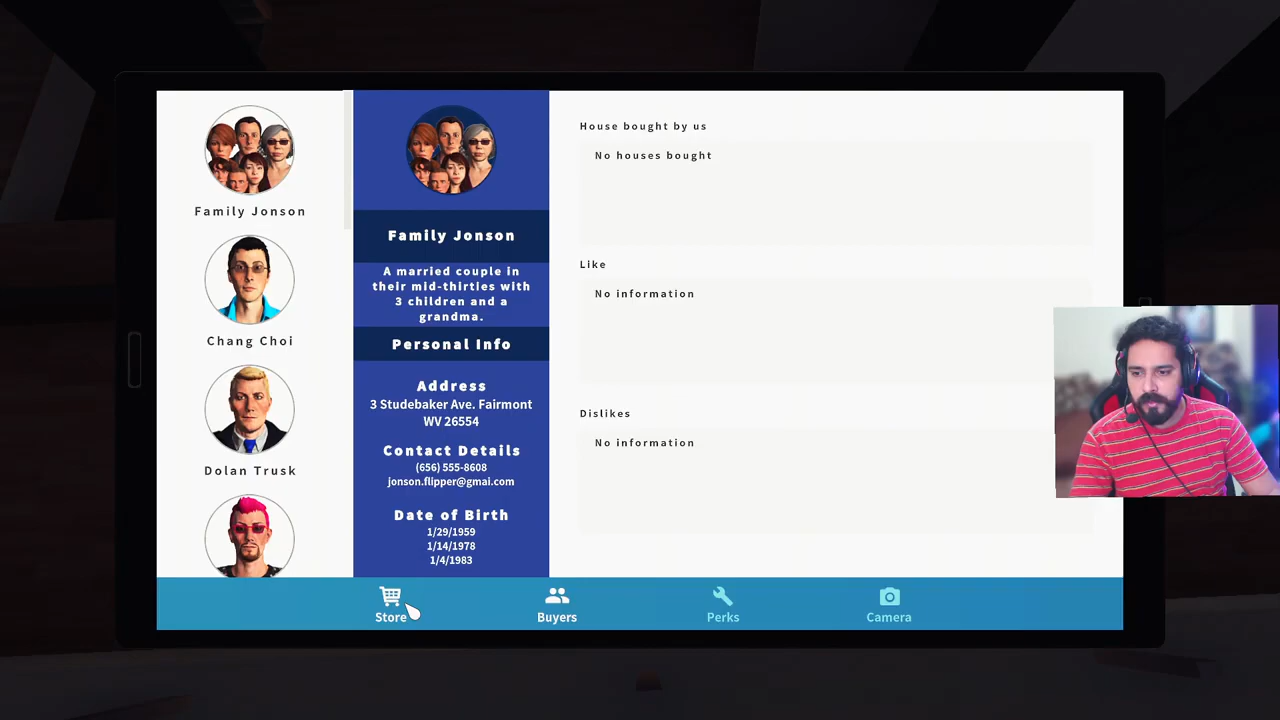 Family Jonson
Chang Choi
Dolan Trusk
Family Jonson
A married couple in
their mid-thirties with
3 children and a
grandma.
Personal Info
Address
3 Studebaker Ave. Fairmont
WV 26554
Contact Details
(656) 555-8608
jonson.flipper@gmai.com
Date of Birth
1/29/1959
1/14/1978
1/4/1983
House bought by us
No houses bought
Like
No information
Dislikes
No information
Store
Buyers
Perks
Camera